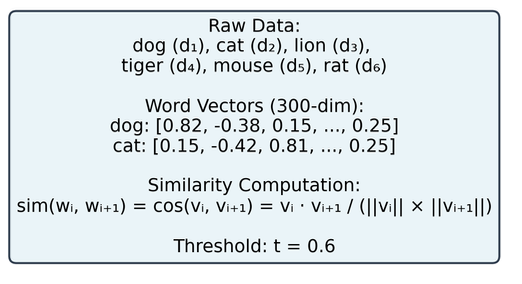 Raw Data:
dog (d₁), cat (d₂), lion (d₃),
tiger (d₄), mouse (d₅), rat (d₆)
Word Vectors (300-dim):
dog: [0.82, -0.38, 0.15, ..., 0.25]
cat: [0.15, -0.42, 0.81, ..., 0.25]
Similarity Computation:
sim(wᵢ, wᵢ₊₁) = cos(vᵢ, vᵢ₊₁) = vᵢ · vᵢ₊₁ / (||vᵢ|| × ||vᵢ₊₁||)
Threshold: t = 0.6